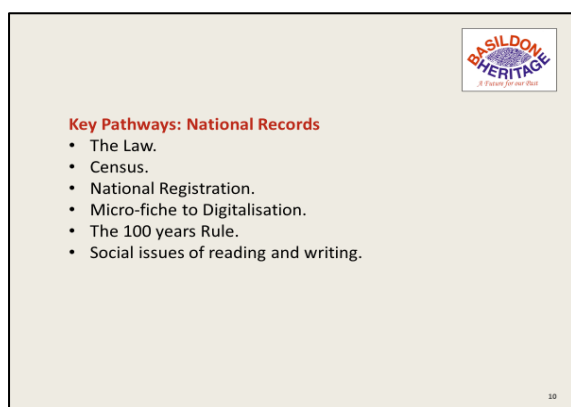 BASILDON
HERITAGE
A Future for our Past
Key Pathways: National Records
• The Law.
• Census.
• National Registration.
• Micro-fiche to Digitalisation.
• The 100 years Rule.
• Social issues of reading and writing.
10